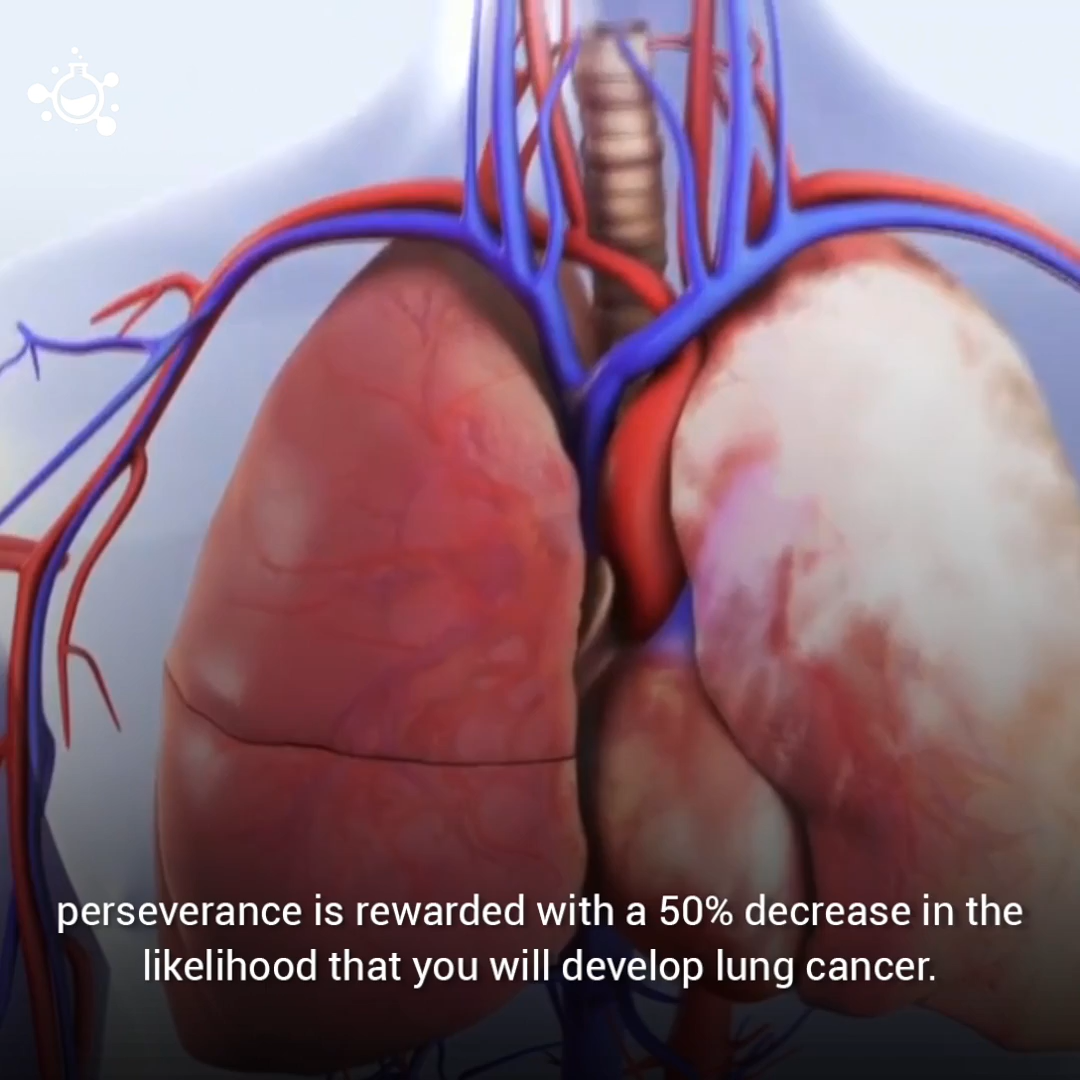 perseverance is rewarded with a 50% decrease in the
likelihood that you will develop lung cancer.